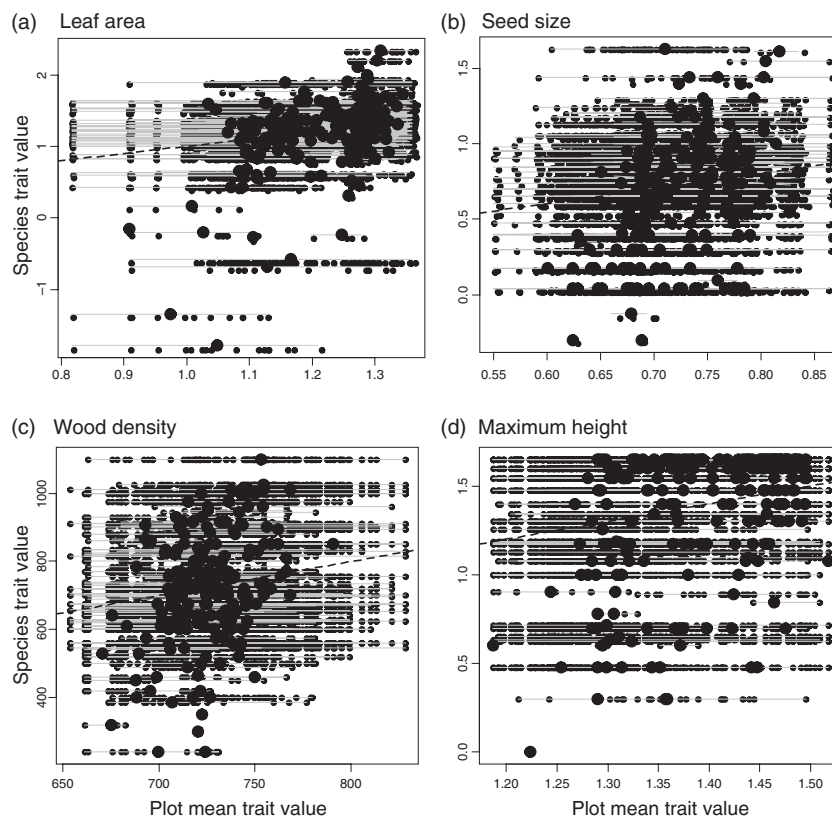 (a) Leaf area
(b) Seed size
Species trait value
2
1
0
−1
0.8 0.9 1.0 1.1 1.2 1.3
1.5
1.0
0.5
0.0
0.55 0.60 0.65 0.70 0.75 0.80 0.85
(c) Wood density
(d) Maximum height
Species trait value
1000
800
600
400
650 700 750 800
Plot mean trait value
1.5
1.0
0.5
0.0
1.20 1.25 1.30 1.35 1.40 1.45 1.50
Plot mean trait value